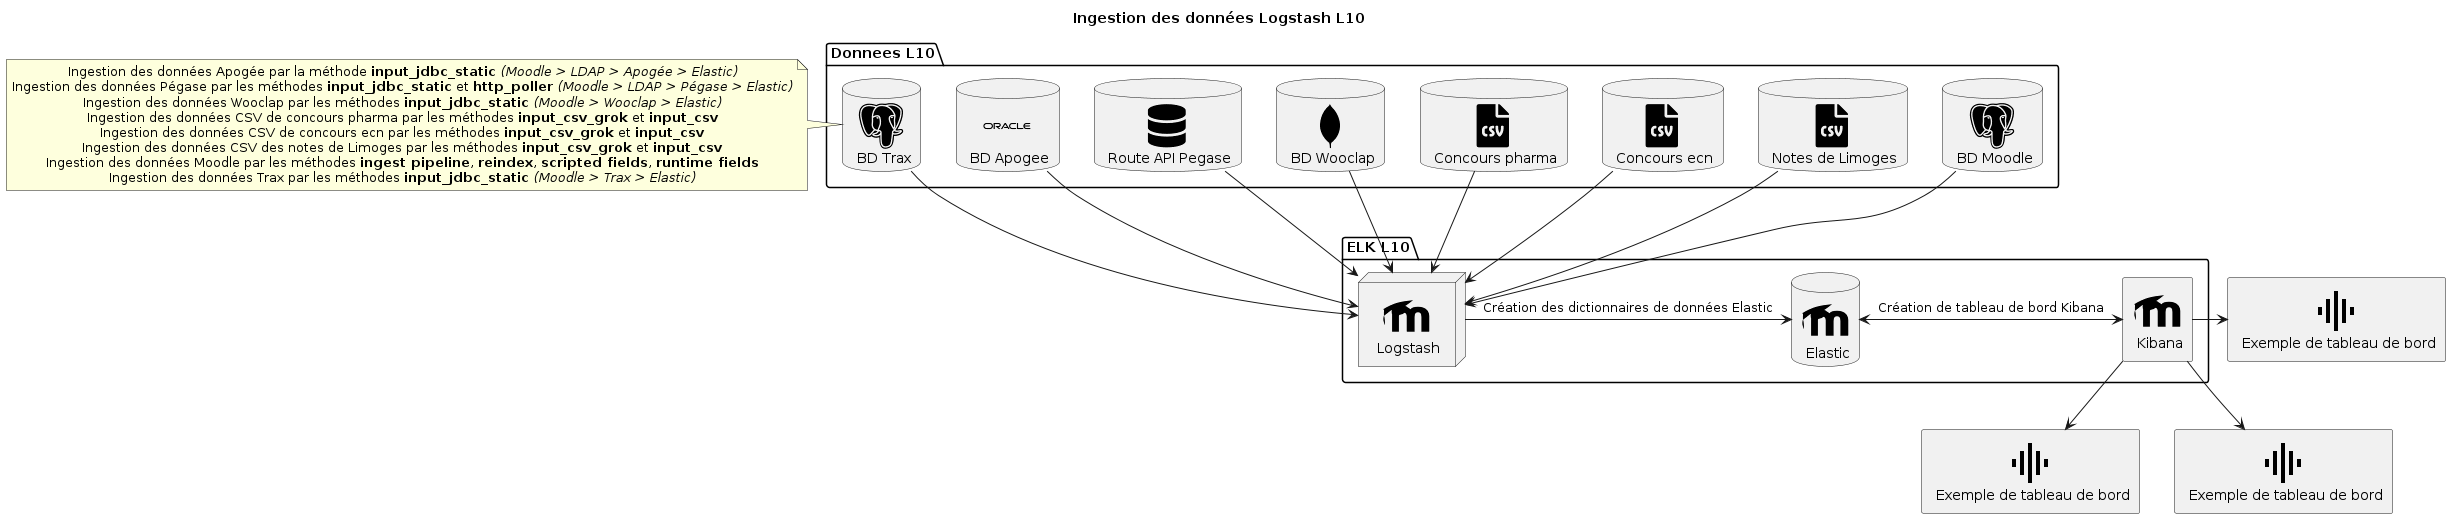 Ingestion des données Logstash L10
Donnees L10
Ingestion des données Apogée par la méthode input_jdbc_static (Moodle > LDAP > Apogée > Elastic)
Ingestion des données Pégase par les méthodes input_jdbc_static et http_poller (Moodle > LDAP > Pégase > Elastic)
Ingestion des données Wooclap par les méthodes input_jdbc_static (Moodle > Wooclap > Elastic)
Ingestion des données CSV de concours pharma par les méthodes input_csv_grok et input_csv
Ingestion des données CSV de concours ecn par les méthodes input_csv_grok et input_csv
Ingestion des données CSV des notes de Limoges par les méthodes input_csv_grok et input_csv
Ingestion des données Moodle par les méthodes ingest pipeline, reindex, scripted fields, runtime fields
Ingestion des données Trax par les méthodes input_jdbc_static (Moodle > Trax > Elastic)
BD Trax
ORACLE
BD Apogee
Route API Pegase
BD Wooclap
CSV
Concours pharma
CSV
Concours ecn
CSV
Notes de Limoges
BD Moodle
ELK L10
m
Logstash
Création des dictionnaires de données Elastic
m
Elastic
Création de tableau de bord Kibana
m
Kibana
Exemple de tableau de bord
Exemple de tableau de bord
Exemple de tableau de bord